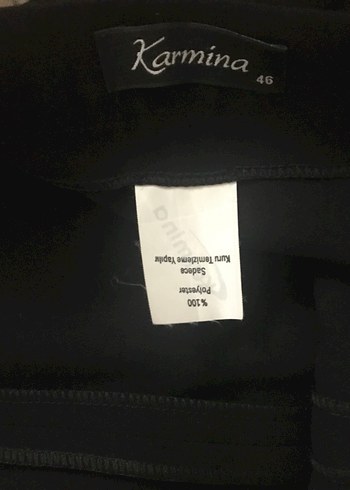 Karmina
46
%100
Polyester
Sadece
Kuru Temizleme Yapılır